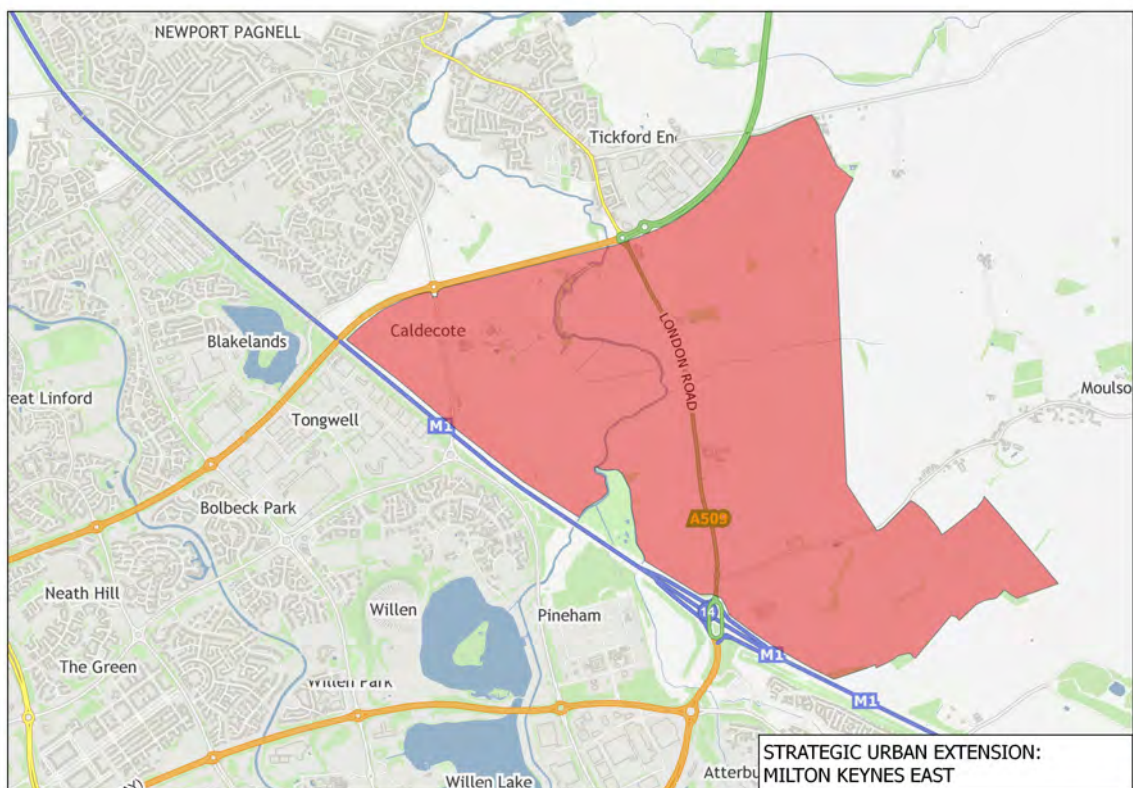 NEWPORT PAGNELL
Tickford En
Caldecote
Blakelands
LONDON ROAD
Moulso
reat Linford
Tongwell
M1
Bolbeck Park
A509
Neath Hill
Willen
Pineham
14
M1
The Green
Willen Park
M1
STRATEGIC URBAN EXTENSION:
MILTON KEYNES EAST
Willen Lake
Atterbu